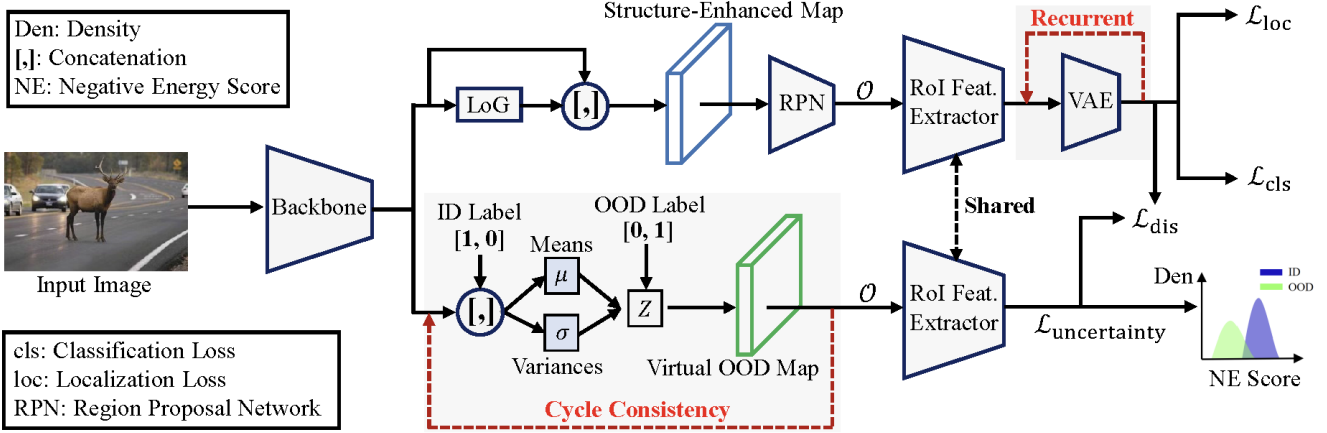 Den: Density
[,]: Concatenation
NE: Negative Energy Score
Structure-Enhanced Map
Recurrent
LoG
[,]
RPN
𝒪
RoI Feat.
Extractor
VAE
ℒloc
ℒcls
ℒdis
Shared
Backbone
Input Image
ID Label
[1, 0]
OOD Label
[0, 1]
Means
μ
[,]
σ
Variances
Z
Virtual OOD Map
𝒪
RoI Feat.
Extractor
ℒuncertainty
Den
ID
OOD
NE Score
Cycle Consistency
cls: Classification Loss
loc: Localization Loss
RPN: Region Proposal Network